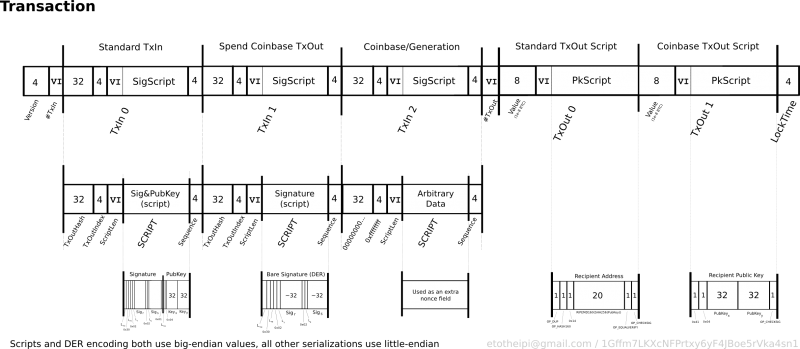 Transaction
Standard TxIn
Spend Coinbase TxOut
Coinbase/Generation
Standard TxOut Script
Coinbase TxOut Script
4 VI 32 4 VI SigScript 4 32 4 VI SigScript 4 32 4 VI SigScript 4 VI 8 VI PkScript 8 VI PkScript 4
Version #TxIn TxIn 0 TxIn 1 TxIn 2 #TxOut Value TxOut 0 Value TxOut 1 LockTime
32 4 VI Sig&PubKey (script) 4 32 4 VI Signature (script) 4 32 4 VI Arbitrary Data 4
TxOutHash TxOutIndex ScriptLen SCRIPT Sequence TxOutHash TxOutIndex ScriptLen SCRIPT Sequence 00000000... 0xffffffff ScriptLen SCRIPT Sequence
Signature PubKey
32 32
Bare Signature (DER)
~32 ~32
Used as an extra
nonce field
Recipient Address
1 1 1 20 1 1
Recipient Public Key
1 1 32 32 1
Scripts and DER encoding both use big-endian values, all other serializations use little-endian
etotheipi@gmail.com / 1Gffm7LKXcNFPrtxy6yF4JBoe5rVka4sn1